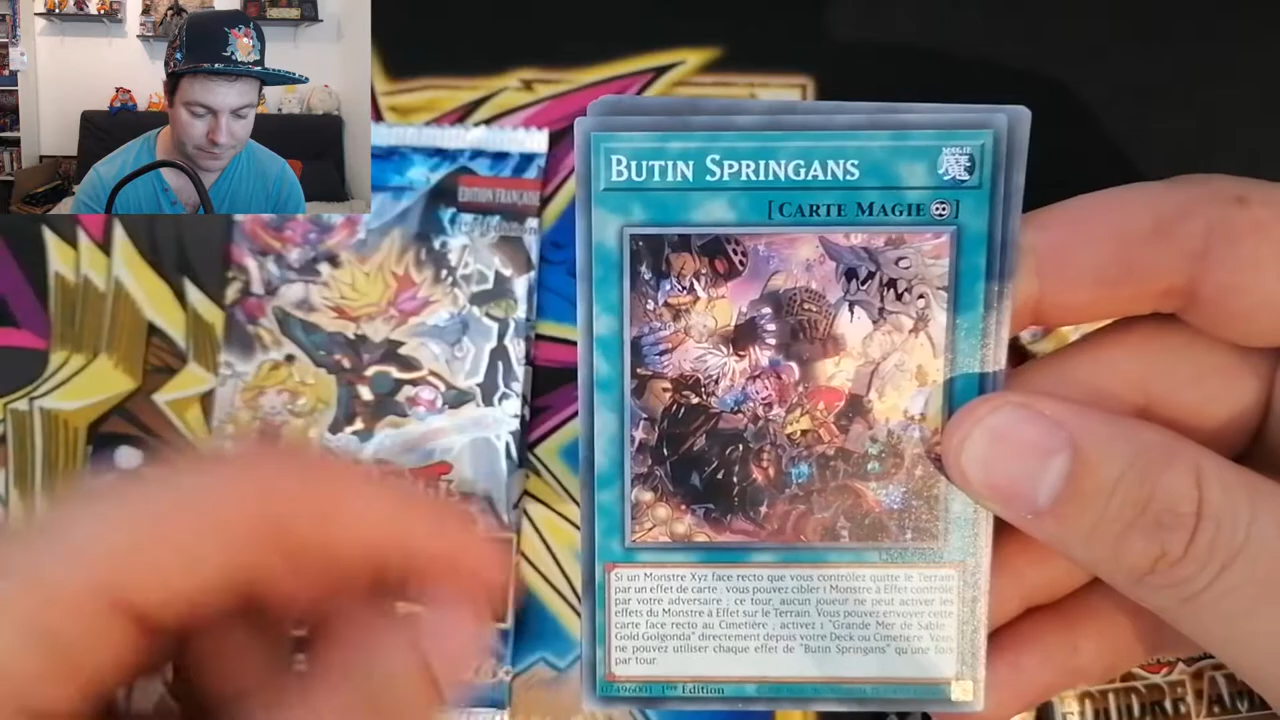 EDITION FRANÇAISE
BUTIN SPRINGANS
MAGIE
魔
[CARTE MAGIE]
Si un Monstre Xyz face recto que vous contrôlez quitte le Terrain
par un effet de carte : vous pouvez cibler 1 Monstre à Effet contrôlé
par votre adversaire ; ce tour, aucun joueur ne peut activer les
effets du Monstre à Effet sur le Terrain. Vous pouvez envoyer cette
carte face recto au Cimetière ; activez 1 "Grande Mer de Sable -
Gold Golgonda" directement depuis votre Deck ou Cimetière. Vous
ne pouvez utiliser chaque effet de "Butin Springans" qu'une fois
par tour.
07496001 1ère Édition